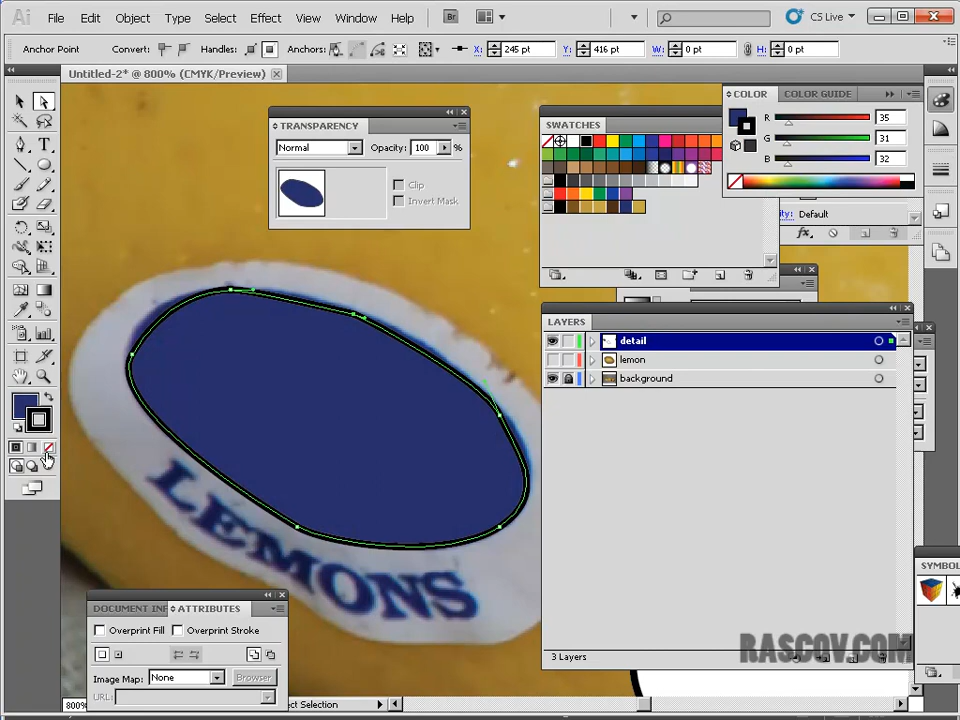 Ai File Edit Object Type Select Effect View Window Help Br CS Live
Anchor Point Convert: Handles: Anchors: X: 245 pt Y: 416 pt W: 0 pt H: 0 pt
Untitled-2* @ 800% (CMYK/Preview)
TRANSPARENCY
Normal Opacity: 100 %
Clip
Invert Mask
SWATCHES
COLOR COLOR GUIDE
R 35
G 31
B 32
Default
LAYERS
detail
lemon
background
3 Layers
LEMONS
DOCUMENT INF ATTRIBUTES
Overprint Fill Overprint Stroke
Image Map: None Browser
URL:
SYMBOL
RASCOV.COM
800%